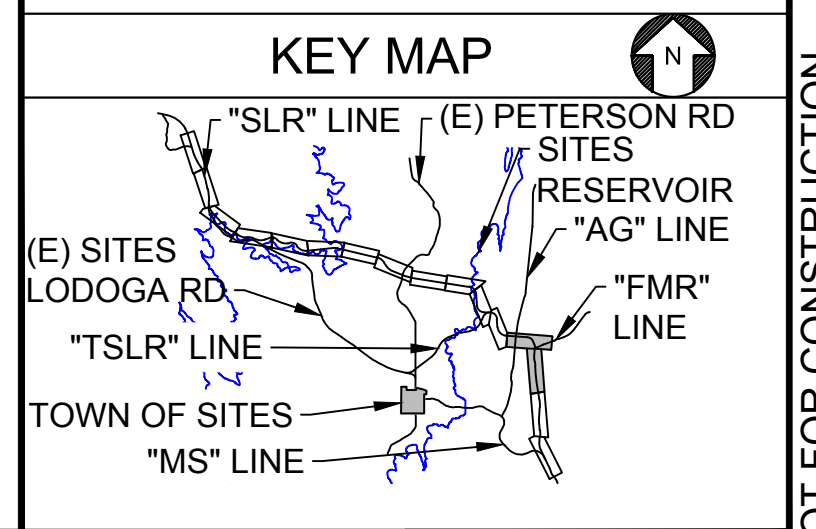 KEY MAP
N
"SLR" LINE
(E) PETERSON RD
SITES
RESERVOIR
"AG" LINE
(E) SITES
LODOGA RD
"FMR"
LINE
"TSLR" LINE
TOWN OF SITES
"MS" LINE
FOR CONSTRUCTION